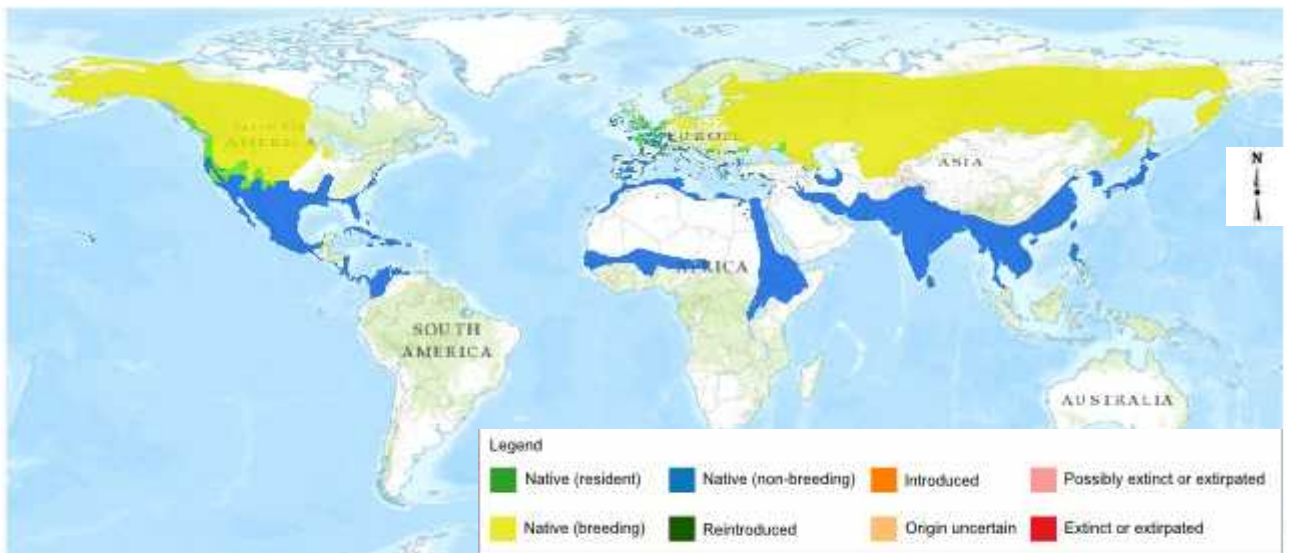 N
NORTH
AMERICA
EUROPE
ASIA
AFRICA
SOUTH
AMERICA
AUSTRALIA
Legend
Native (resident)
Native (non-breeding)
Introduced
Possibly extinct or extirpated
Native (breeding)
Reintroduced
Origin uncertain
Extinct or extirpated